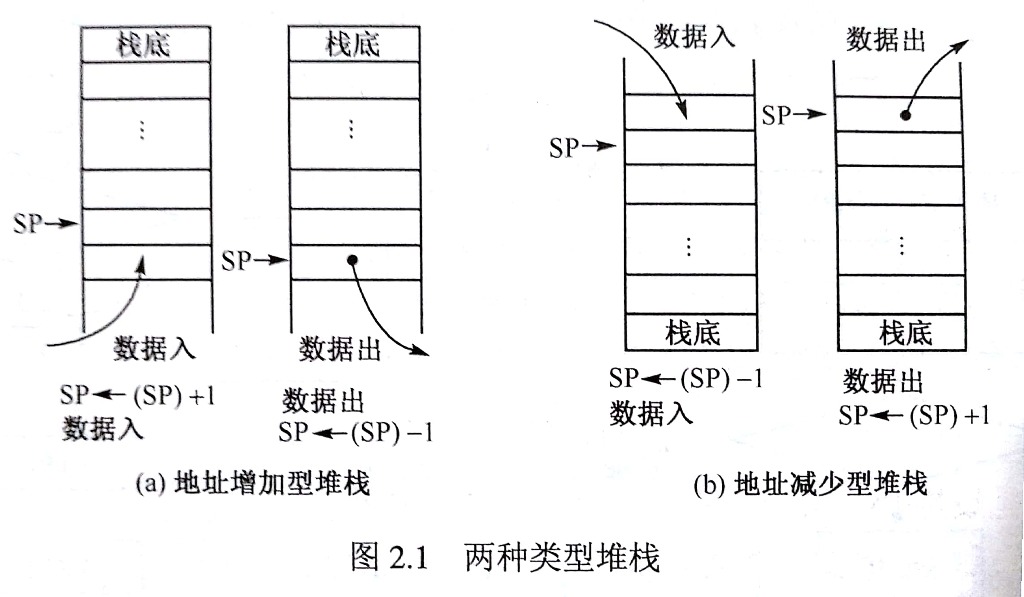 栈底
⋮
SP
数据入
SP←(SP)+1
数据入
栈底
⋮
SP
数据出
数据出
SP←(SP)−1
(a) 地址增加型堆栈
数据入
SP
⋮
栈底
SP←(SP)−1
数据入
数据出
SP
⋮
栈底
数据出
SP←(SP)+1
(b) 地址减少型堆栈
图 2.1 两种类型堆栈